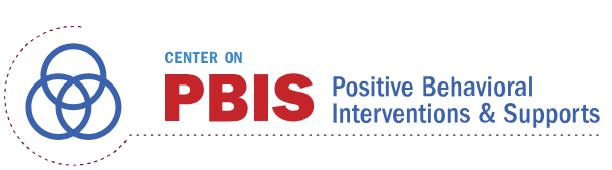 CENTER ON
PBIS
Positive Behavioral
Interventions & Supports